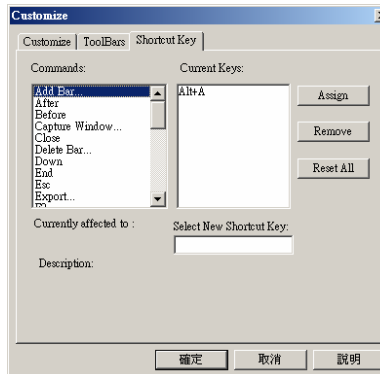 Customize
Customize ToolBars Shortcut Key
Commands: Current Keys:
Add Bar... Alt+A Assign
After
Before
Capture Window... Remove
Close
Delete Bar...
Down Reset All
End
Esc
Export...
Currently affected to :
Select New Shortcut Key:
Description:
確定 取消 説明